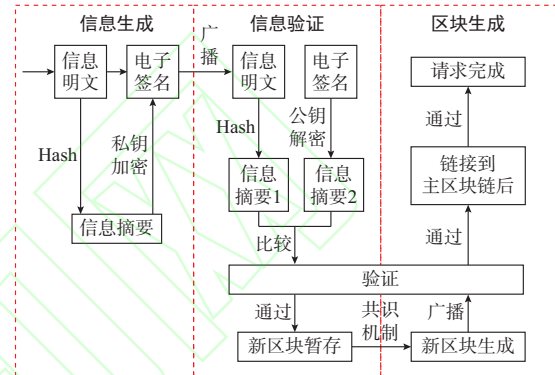 信息生成
信息明文
电子签名
Hash
私钥加密
信息摘要
广播
信息验证
信息明文
电子签名
Hash
公钥解密
信息摘要1
信息摘要2
比较
验证
通过
新区块暂存
共识机制
区块生成
请求完成
通过
链接到
主区块链后
通过
广播
新区块生成